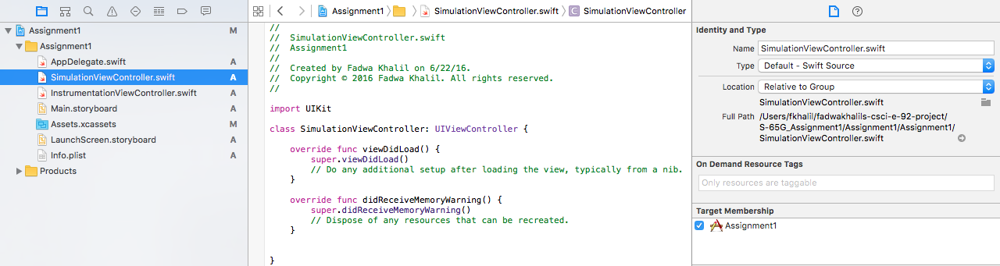 Assignment1 M
Assignment1
AppDelegate.swift A
SimulationViewController.swift A
InstrumentationViewController.swift A
Main.storyboard A
Assets.xcassets M
LaunchScreen.storyboard A
Info.plist A
Products
Assignment1 SimulationViewController.swift C SimulationViewController
//
// SimulationViewController.swift
// Assignment1
//
// Created by Fadwa Khalil on 6/22/16.
// Copyright © 2016 Fadwa Khalil. All rights reserved.
//
import UIKit
class SimulationViewController: UIViewController {
override func viewDidLoad() {
super.viewDidLoad()
// Do any additional setup after loading the view, typically from a nib.
}
override func didReceiveMemoryWarning() {
super.didReceiveMemoryWarning()
// Dispose of any resources that can be recreated.
}
}
Identity and Type
Name SimulationViewController.swift
Type Default - Swift Source
Location Relative to Group
SimulationViewController.swift
Full Path /Users/fkhalil/fadwakhalils-csci-e-92-project/
S-65G_Assignment1/Assignment1/Assignment1/
SimulationViewController.swift
On Demand Resource Tags
Only resources are taggable
Target Membership
Assignment1